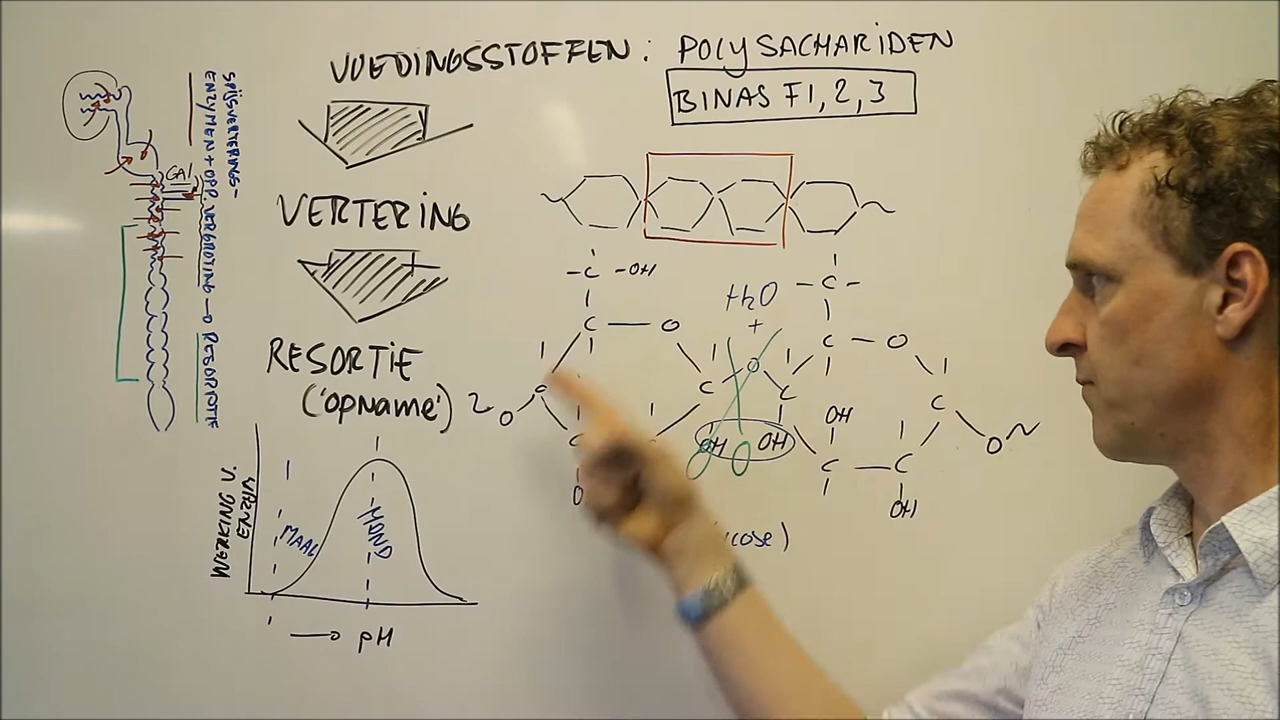 VOEDINGSSTOFFEN: POLYSACHARIDEN
BINAS F1, 2, 3
SPIJSVERTERINGS-
ENZYMEN + OPP. VERGROTING → RESORPTIE
GAL
VERTERING
RESORTIE
('OPNAME')
WERKING V.
ENZYM
MAAG
MOND
→ pH
-C-OH
C — O
H2O
+
-C-
C — O
C
O
C
C
OH
O
C
O
OH OH
C — C
O
OH
cose)